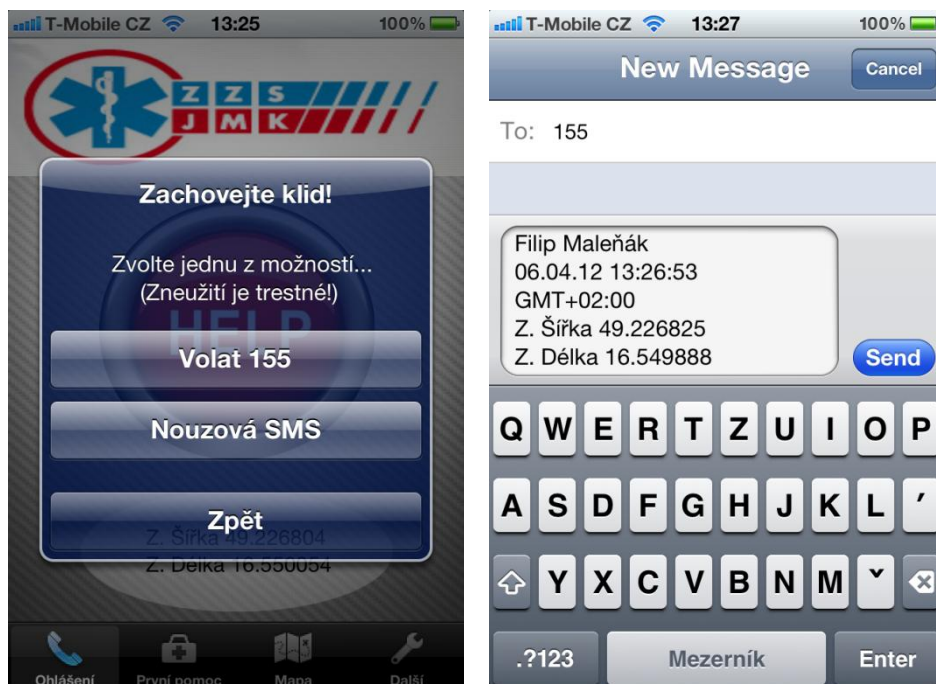 T-Mobile CZ 13:25 100%
Z Z S
J M K
Zachovejte klid!
Zvolte jednu z možností...
(Zneužití je trestné!)
HELP
Volat 155
Nouzová SMS
Zpět
Z. Šířka 49.226804
Z. Délka 16.550054
Ohlášení První pomoc Mapa Další
T-Mobile CZ 13:27 100%
New Message Cancel
To: 155
Filip Maleňák
06.04.12 13:26:53
GMT+02:00
Z. Šířka 49.226825
Z. Délka 16.549888
Send
Q W E R T Z U I O P
A S D F G H J K L ʹ
Y X C V B N M ˇ
.?123 Mezerník Enter